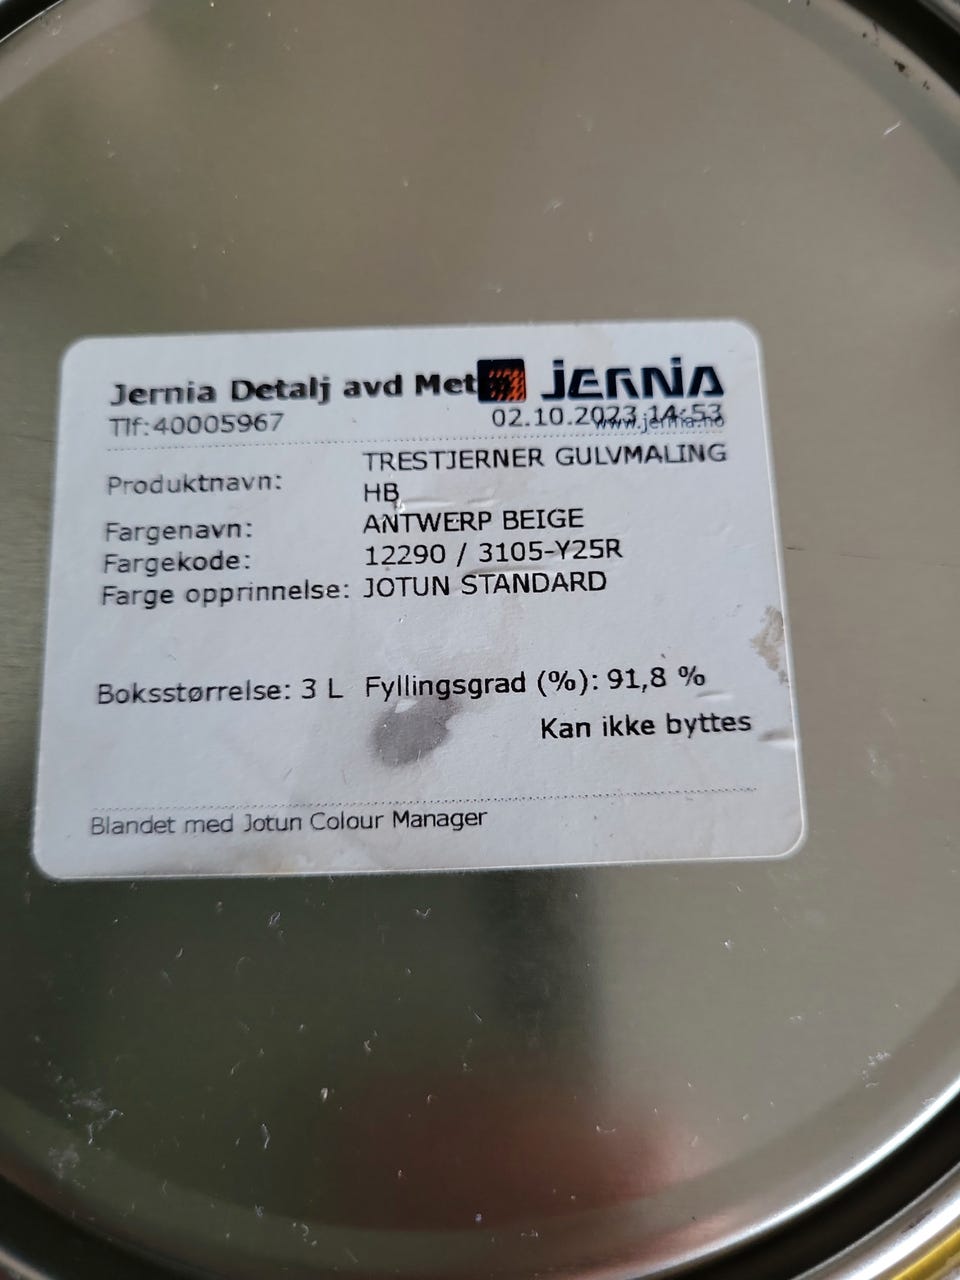 Jernia Detalj avd Met
JERNIA
Tlf:40005967
02.10.2023 14:53
www.jernia.no
Produktnavn: TRESTJERNER GULVMALING
HB
Fargenavn: ANTWERP BEIGE
Fargekode: 12290 / 3105-Y25R
Farge opprinnelse: JOTUN STANDARD
Boksstørrelse: 3 L Fyllingsgrad (%): 91,8 %
Kan ikke byttes
Blandet med Jotun Colour Manager